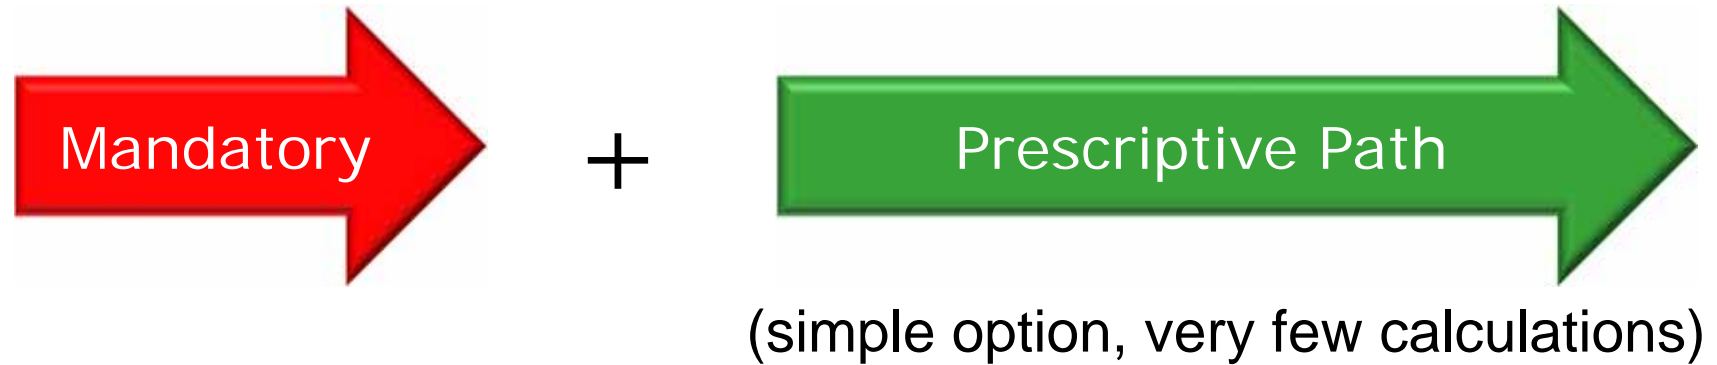 Mandatory + Prescriptive Path
(simple option, very few calculations)